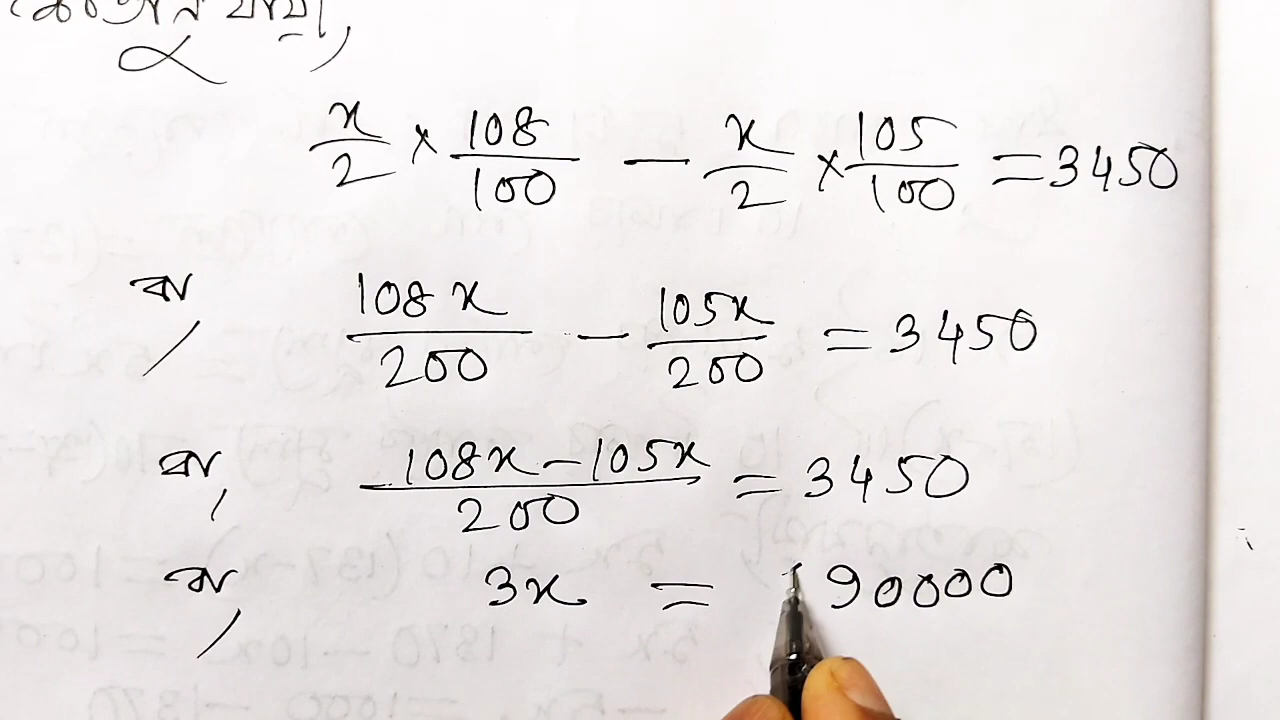 x/2 × 108/100 − x/2 × 105/100 = 3450
বা, 108x/200 − 105x/200 = 3450
বা, 108x − 105x/200 = 3450
বা, 3x = 90000